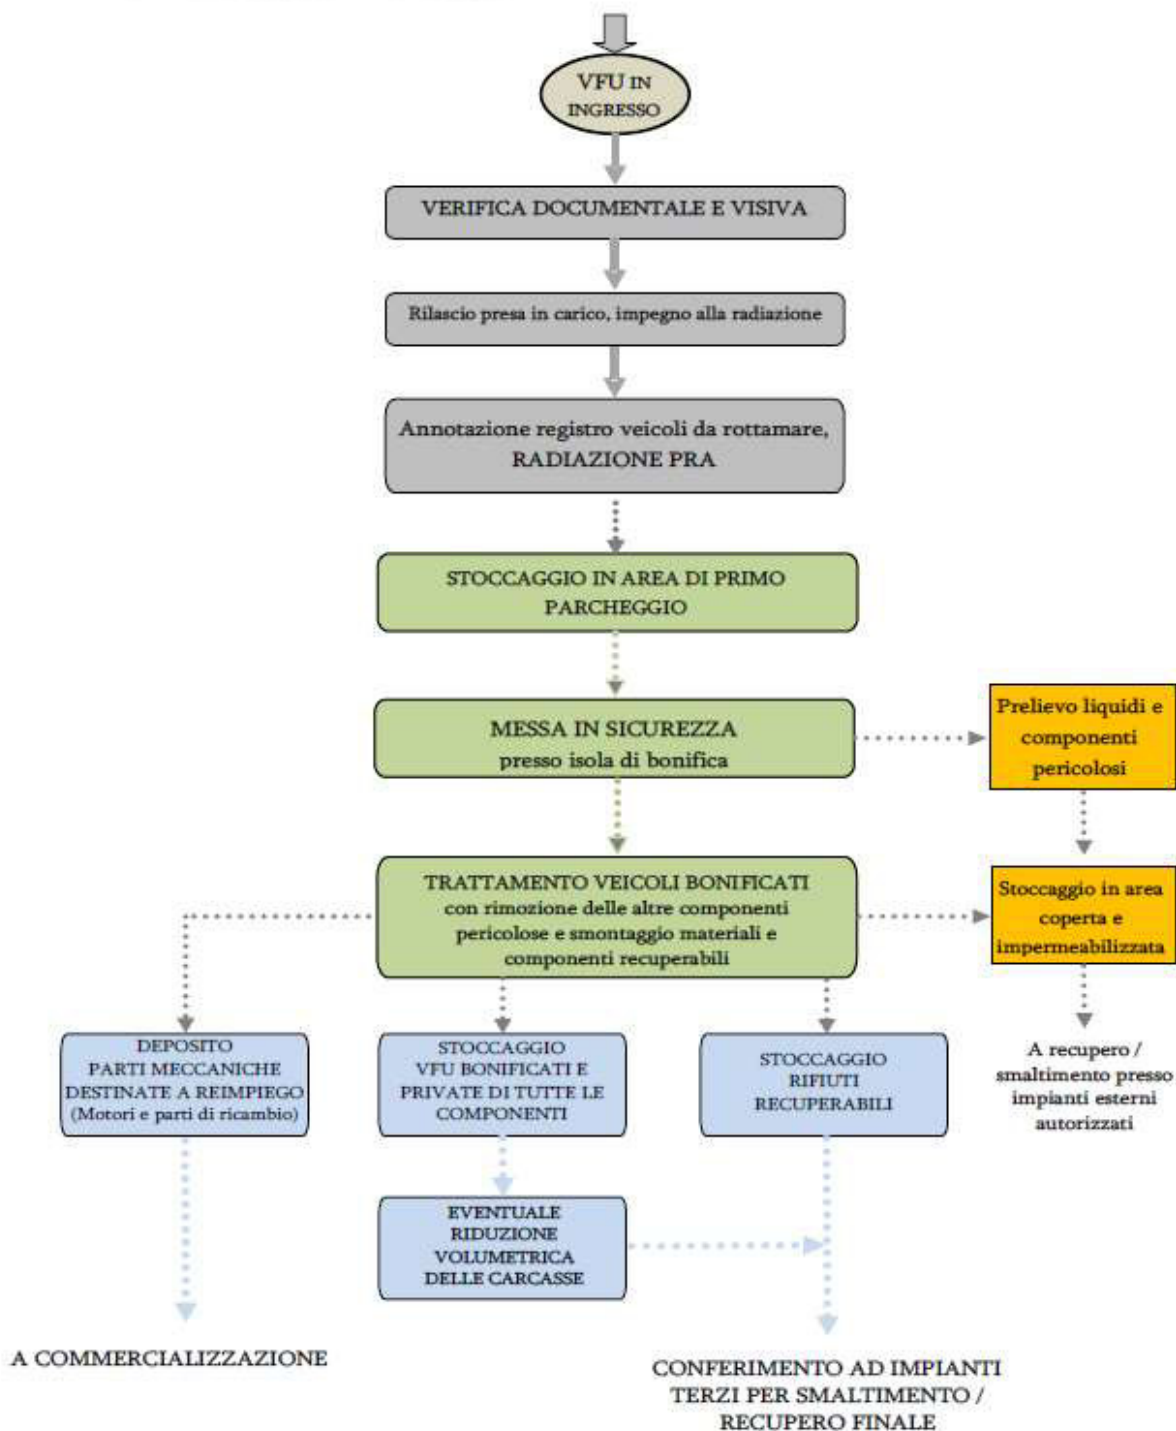 VFU IN
INGRESSO
VERIFICA DOCUMENTALE E VISIVA
Rilascio presa in carico, impegno alla radiazione
Annotazione registro veicoli da rottamare,
RADIAZIONE PRA
STOCCAGGIO IN AREA DI PRIMO
PARCHEGGIO
MESSA IN SICUREZZA
presso isola di bonifica
Prelievo liquidi e
componenti
pericolosi
TRATTAMENTO VEICOLI BONIFICATI
con rimozione delle altre componenti
pericolose e smontaggio materiali e
componenti recuperabili
Stoccaggio in area
coperta e
impermeabilizzata
DEPOSITO
PARTI MECCANICHE
DESTINATE A REIMPIEGO
(Motori e parti di ricambio)
STOCCAGGIO
VFU BONIFICATI E
PRIVATE DI TUTTE LE
COMPONENTI
STOCCAGGIO
RIFIUTI
RECUPERABILI
A recupero /
smaltimento presso
impianti esterni
autorizzati
EVENTUALE
RIDUZIONE
VOLUMETRICA
DELLE CARCASSE
A COMMERCIALIZZAZIONE
CONFERIMENTO AD IMPIANTI
TERZI PER SMALTIMENTO /
RECUPERO FINALE